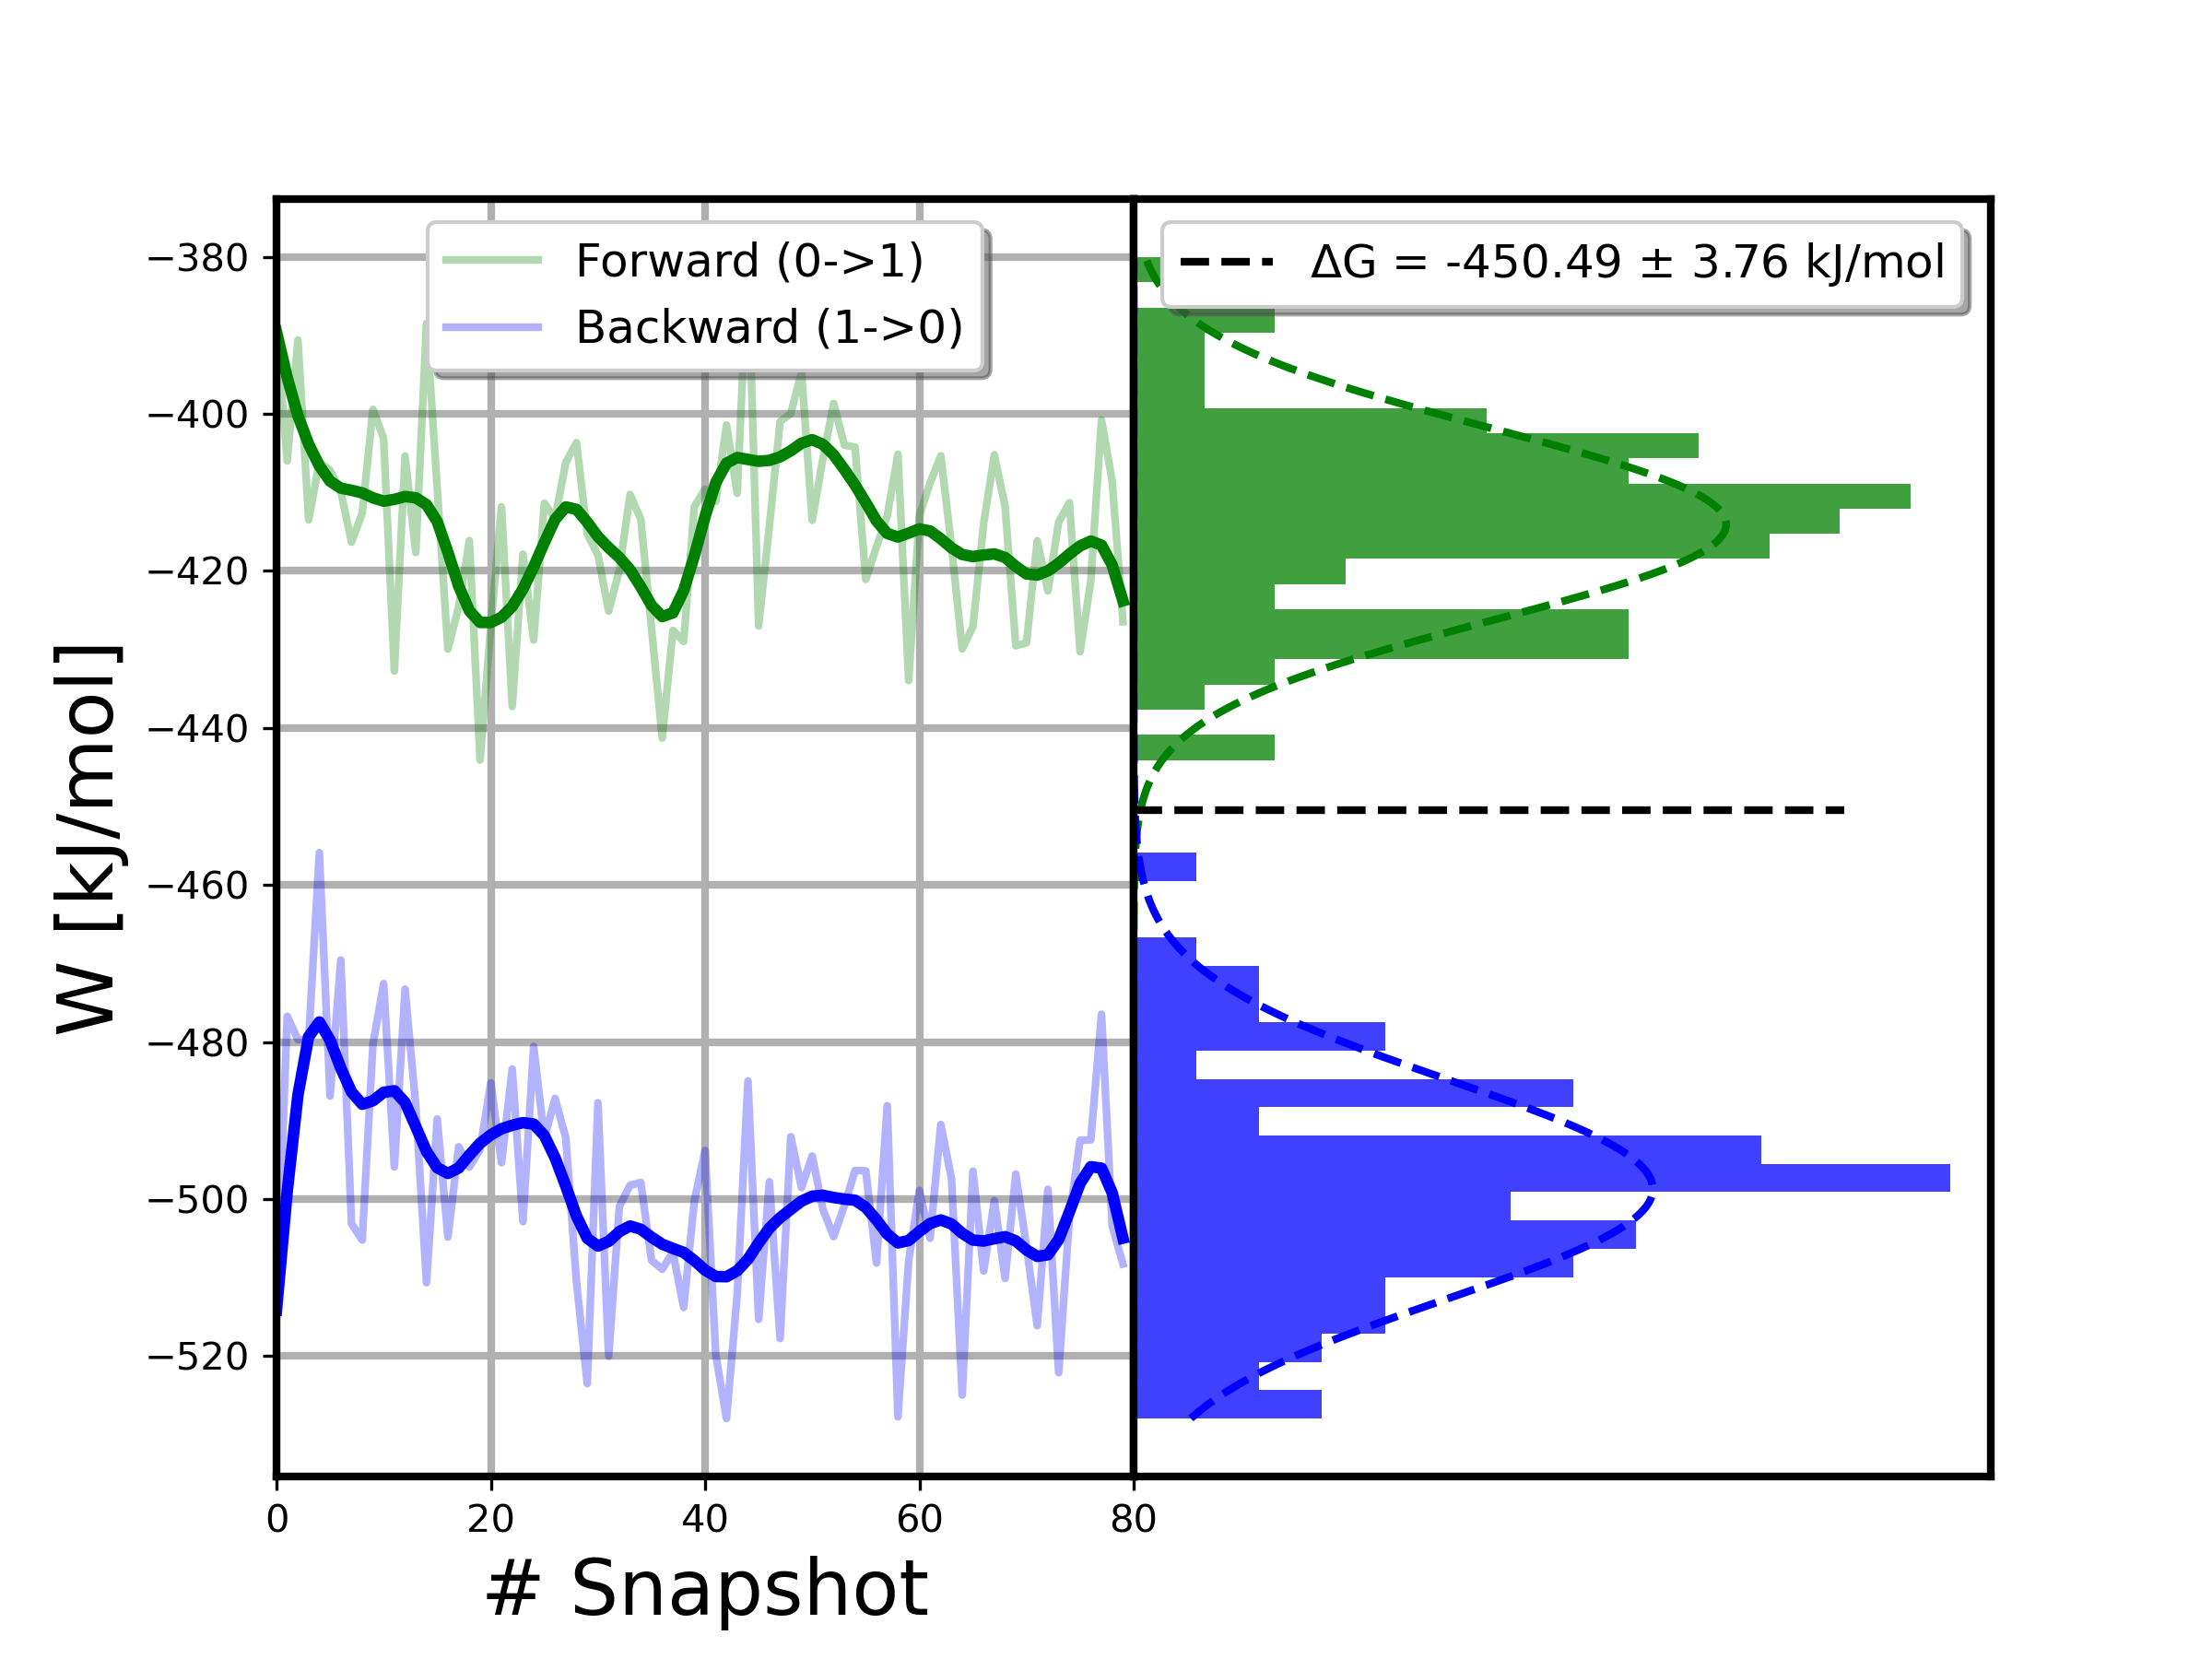 Forward (0->1)
Backward (1->0)
ΔG = -450.49 ± 3.76 kJ/mol
−380
−400
−420
−440
−460
−480
−500
−520
W [kJ/mol]
0
20
40
60
80
# Snapshot